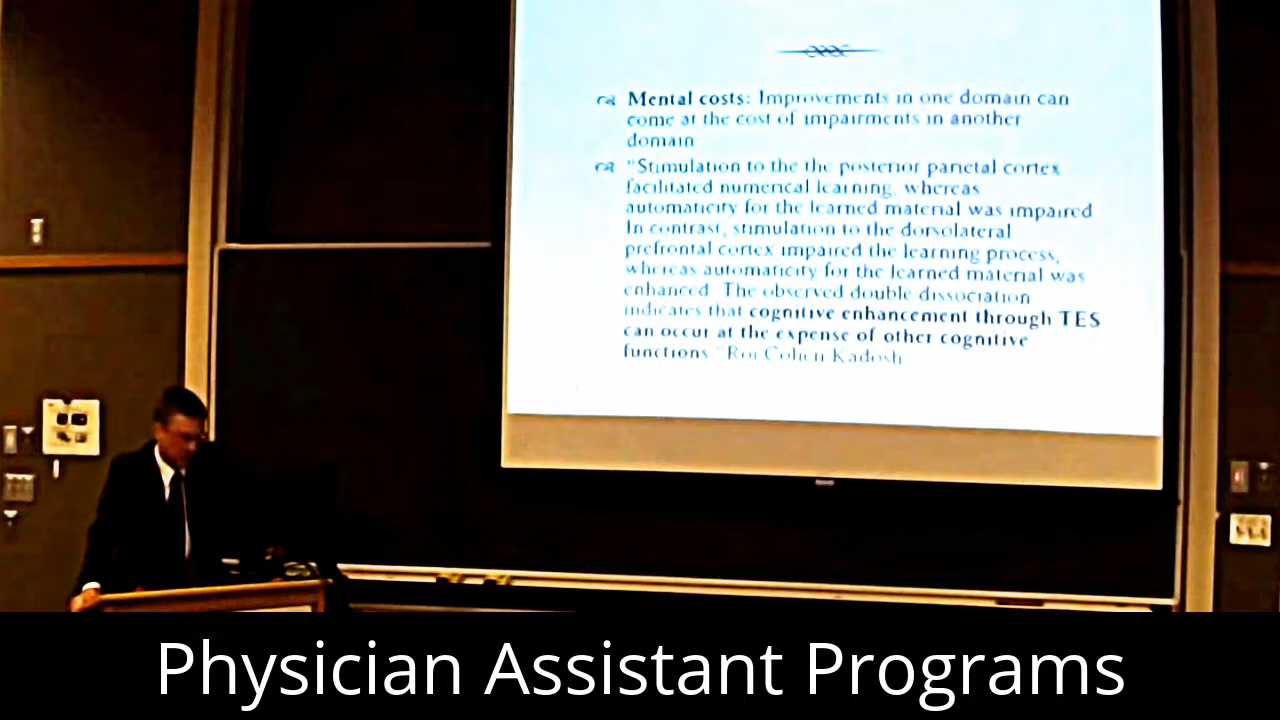 Mental costs: Improvements in one domain can
come at the cost of impairments in another
domain
"Stimulation to the the posterior parietal cortex
facilitated numerical learning, whereas
automaticity for the learned material was impaired
In contrast, stimulation to the dorsolateral
prefrontal cortex impaired the learning process,
whereas automaticity for the learned material was
enhanced. The observed double dissociation
indicates that cognitive enhancement through TES
can occur at the expense of other cognitive
functions "Roi Cohen Kadosh
Physician Assistant Programs